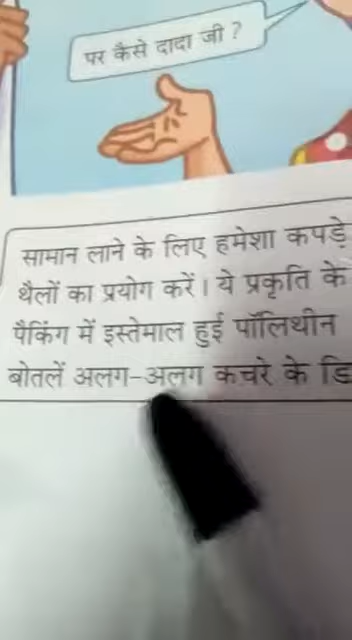 पर कैसे दादा जी ?
सामान लाने के लिए हमेशा कपड़े
थैलों का प्रयोग करें। ये प्रकृति के
पैकिंग में इस्तेमाल हुई पॉलिथीन
बोतलें अलग-अलग कचरे के